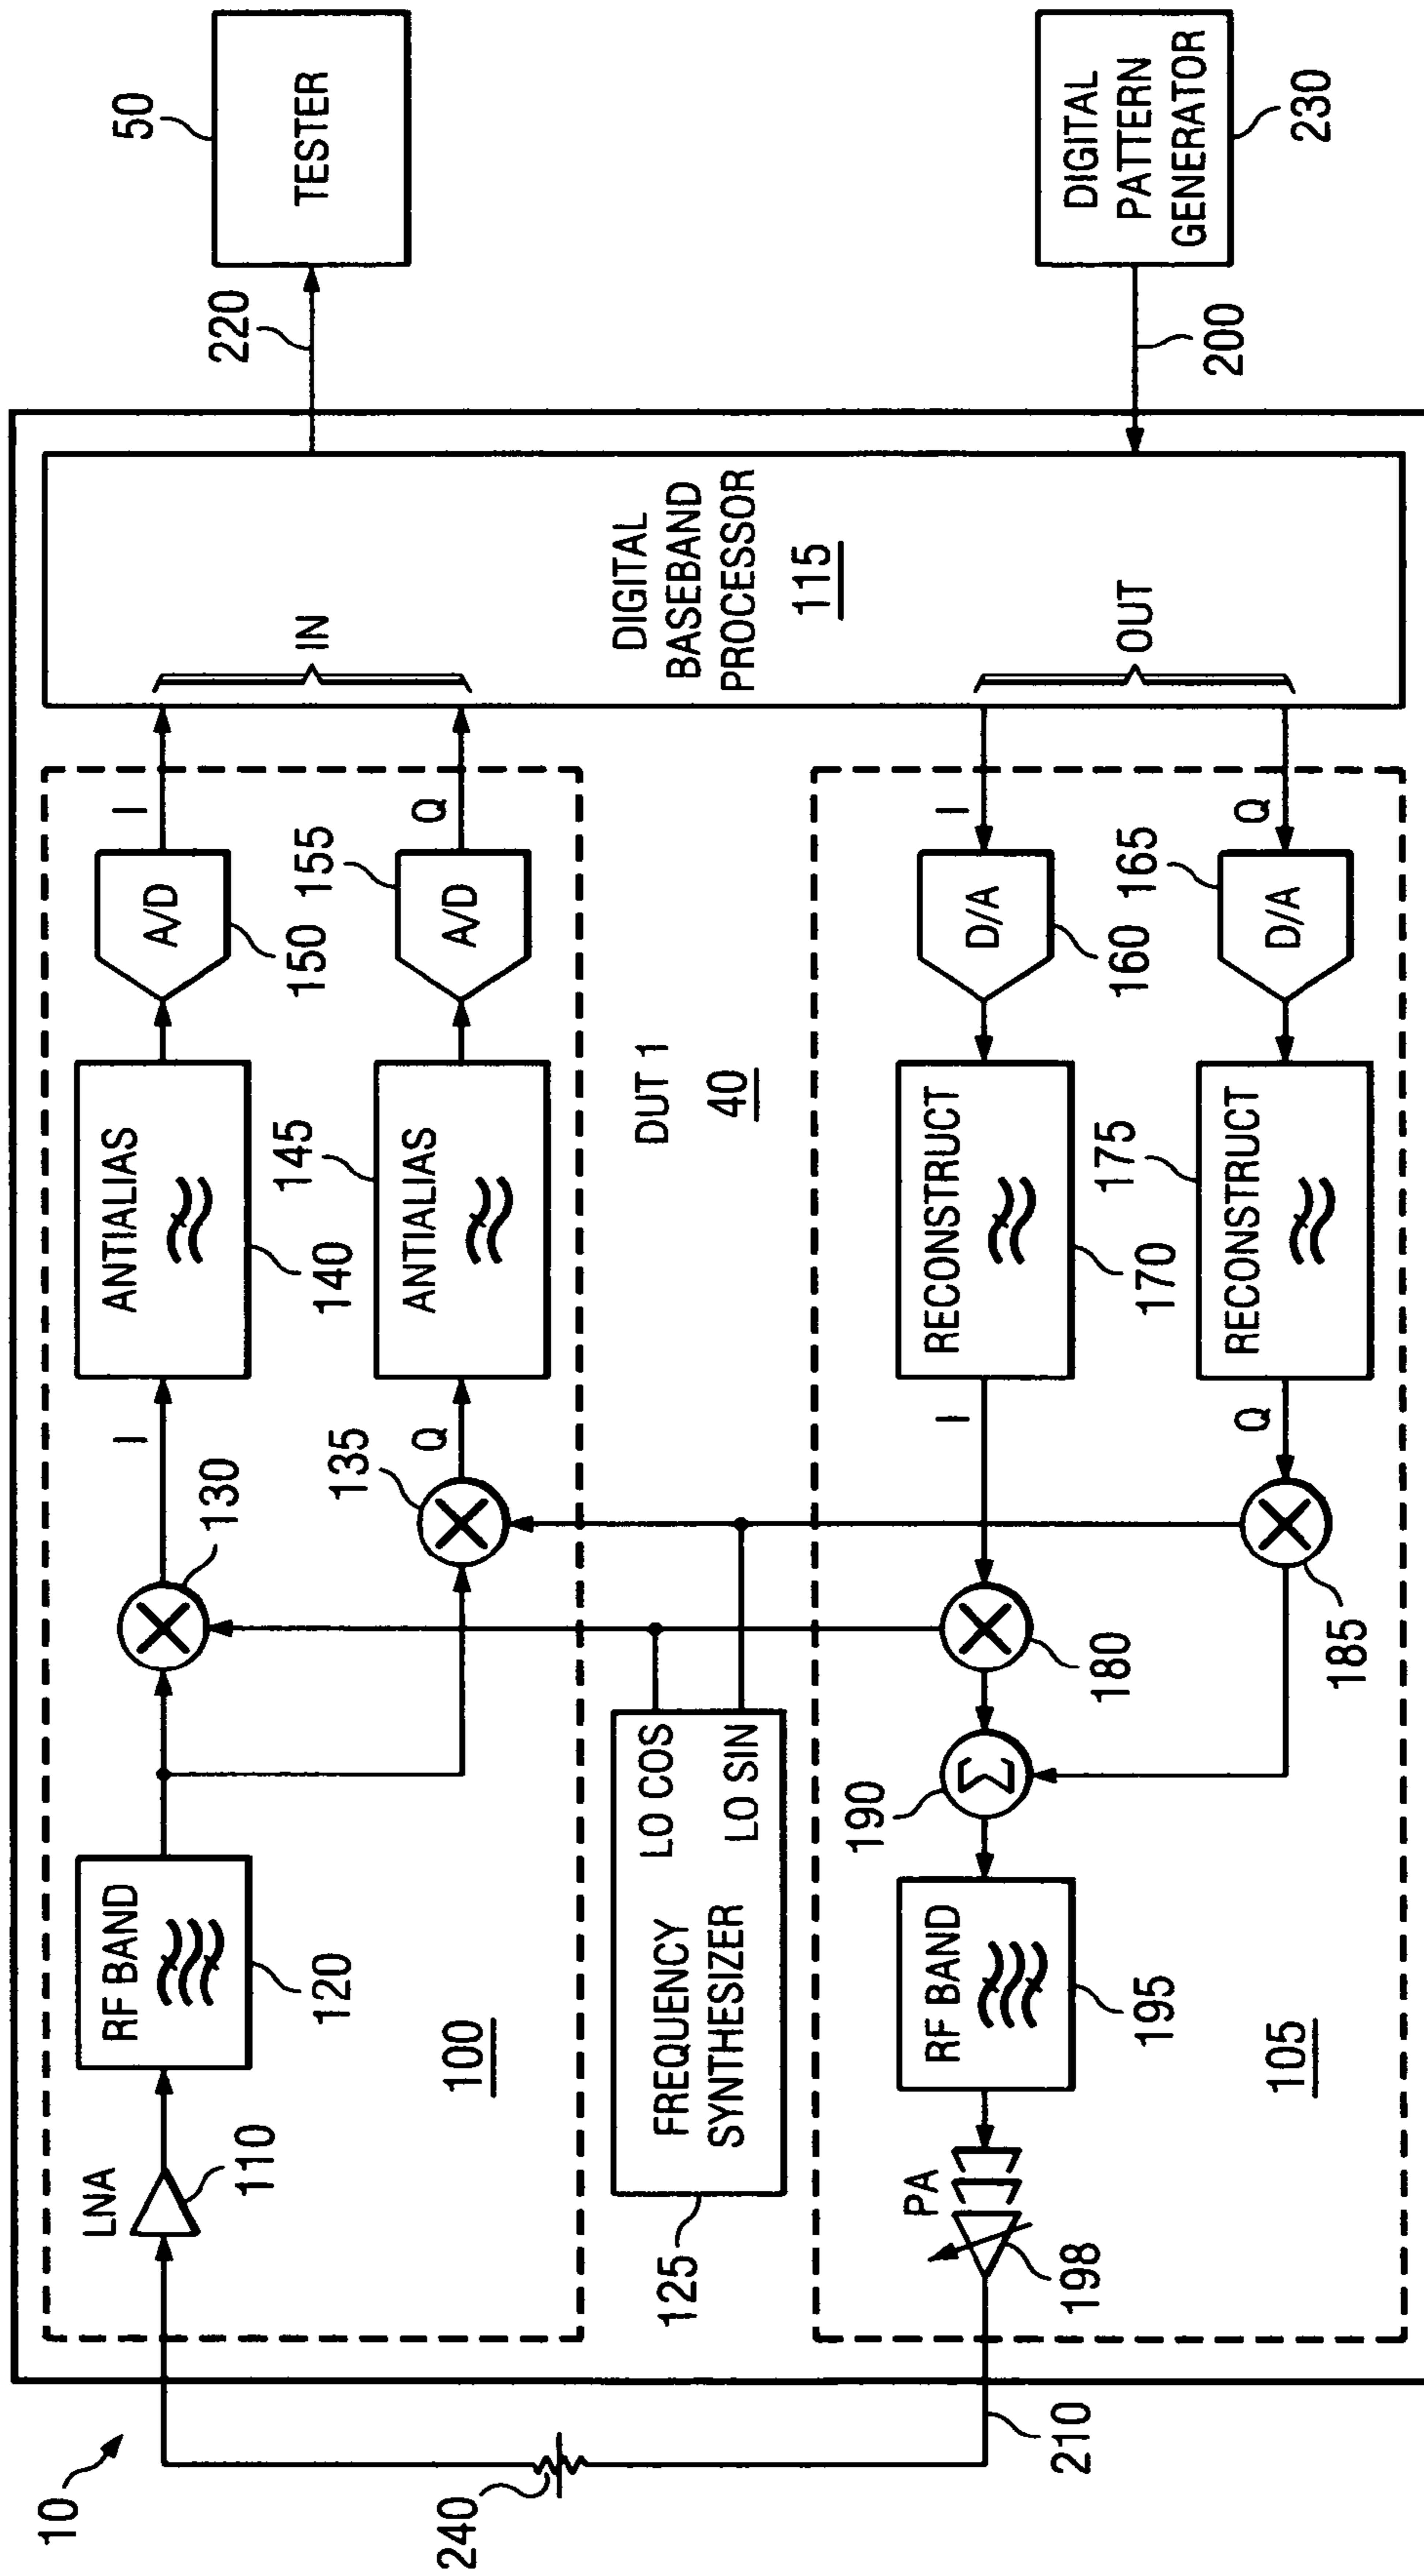 10
240
210
LNA
110
RF BAND
120
100
130
135
I
Q
ANTIALIAS
140
ANTIALIAS
145
A/D
150
A/D
155
I
Q
IN
DIGITAL
BASEBAND
PROCESSOR
115
OUT
220
TESTER
50
DIGITAL
PATTERN
GENERATOR
230
200
DUT 1
40
FREQUENCY
SYNTHESIZER
LO COS
LO SIN
125
PA
198
RF BAND
195
105
190
Σ
180
185
I
Q
RECONSTRUCT
170
RECONSTRUCT
175
D/A
160
D/A
165
I
Q